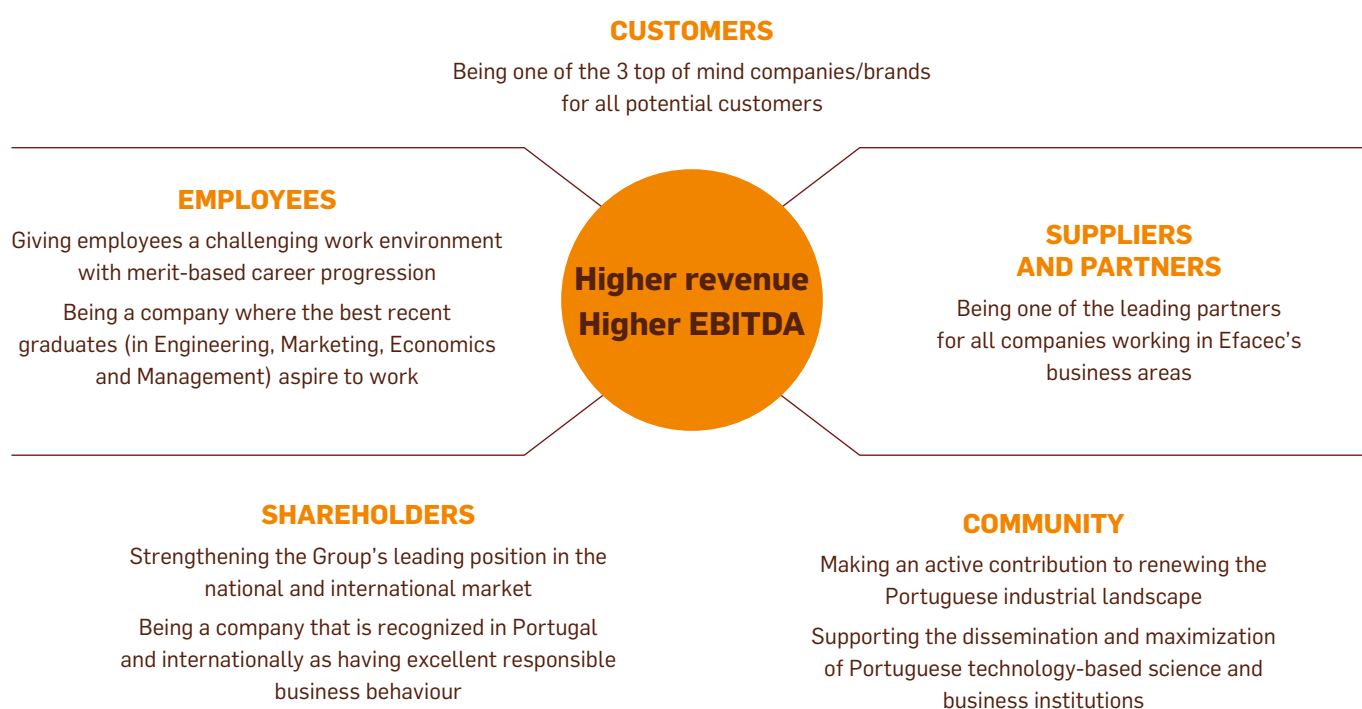 CUSTOMERS
Being one of the 3 top of mind companies/brands
for all potential customers
EMPLOYEES
Giving employees a challenging work environment
with merit-based career progression
Being a company where the best recent
graduates (in Engineering, Marketing, Economics
and Management) aspire to work
Higher revenue
Higher EBITDA
SUPPLIERS
AND PARTNERS
Being one of the leading partners
for all companies working in Efacec’s
business areas
SHAREHOLDERS
Strengthening the Group’s leading position in the
national and international market
Being a company that is recognized in Portugal
and internationally as having excellent responsible
business behaviour
COMMUNITY
Making an active contribution to renewing the
Portuguese industrial landscape
Supporting the dissemination and maximization
of Portuguese technology-based science and
business institutions